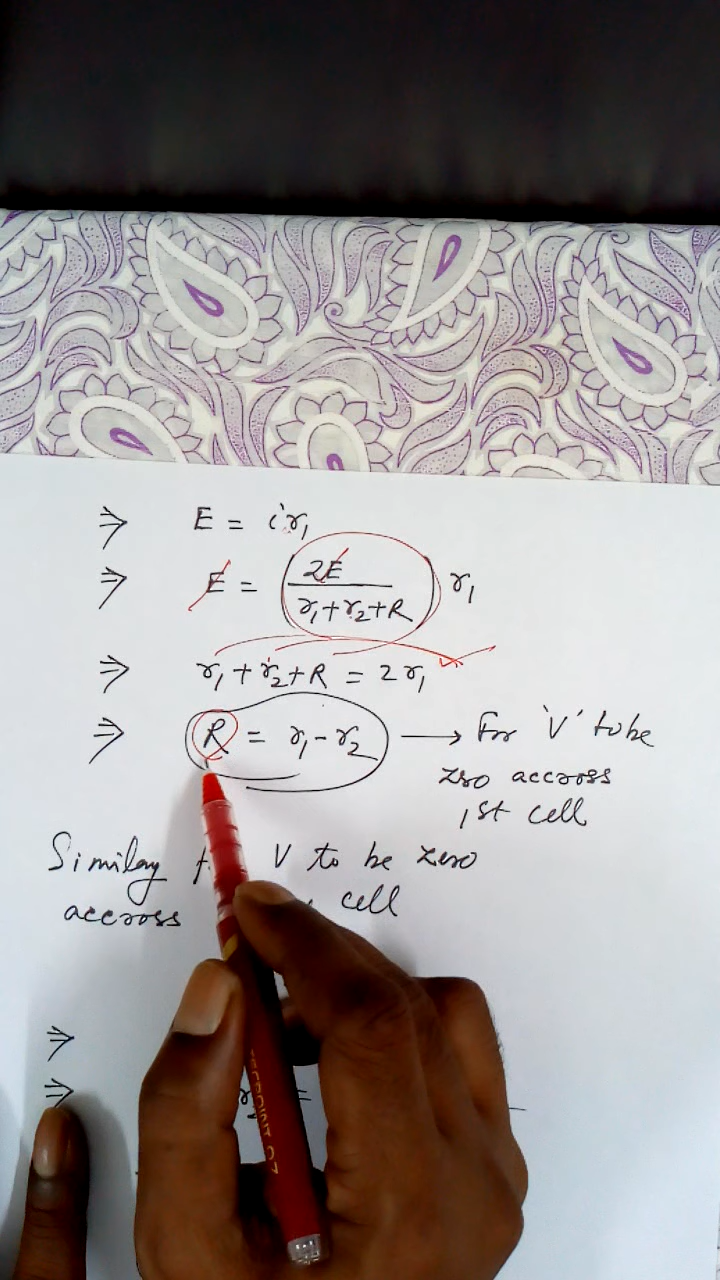 ⇒ E = ir₁
⇒ E = (2E / r₁+r₂+R) r₁
⇒ r₁+r₂+R = 2r₁
⇒ R = r₁-r₂ → For 'V' to be
zero accross
1st cell
Similary V to be zero
accross cell
⇒
⇒ =